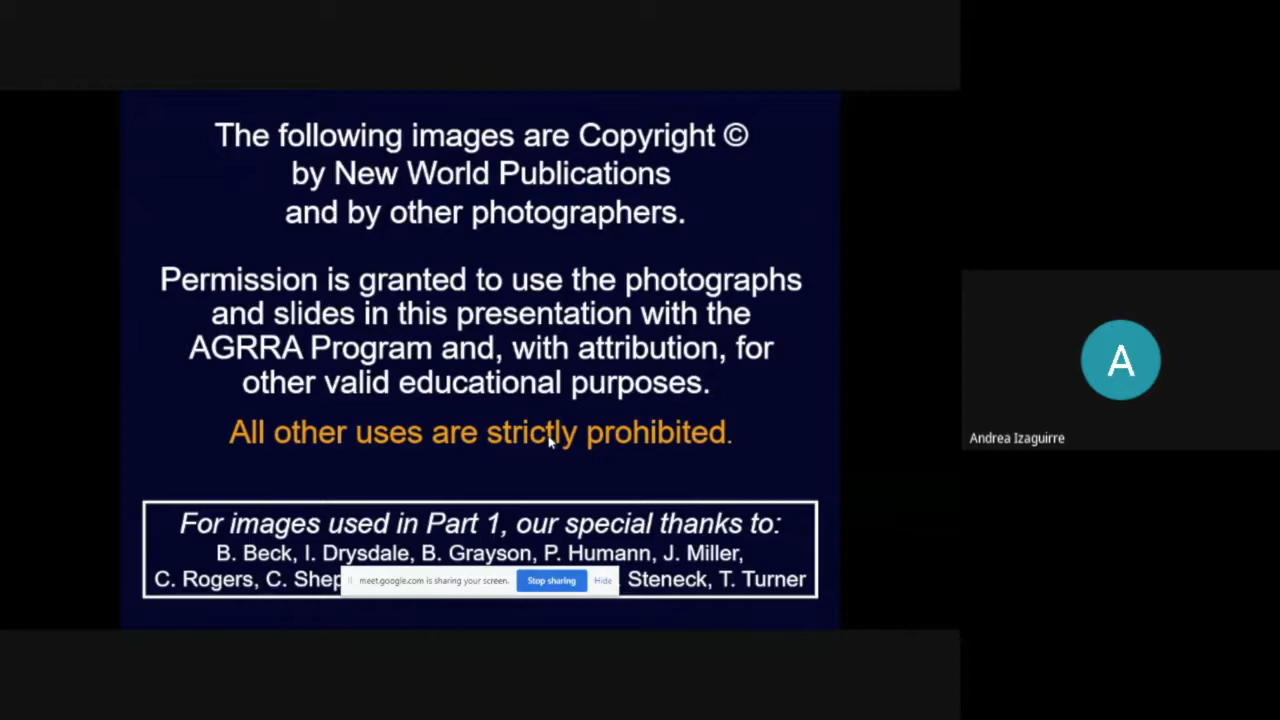 The following images are Copyright ©
by New World Publications
and by other photographers.
Permission is granted to use the photographs
and slides in this presentation with the
AGRRA Program and, with attribution, for
other valid educational purposes.
All other uses are strictly prohibited.
For images used in Part 1, our special thanks to:
B. Beck, I. Drysdale, B. Grayson, P. Humann, J. Miller,
C. Rogers, C. Shep Steneck, T. Turner
meet.google.com is sharing your screen. Stop sharing Hide
A
Andrea Izaguirre